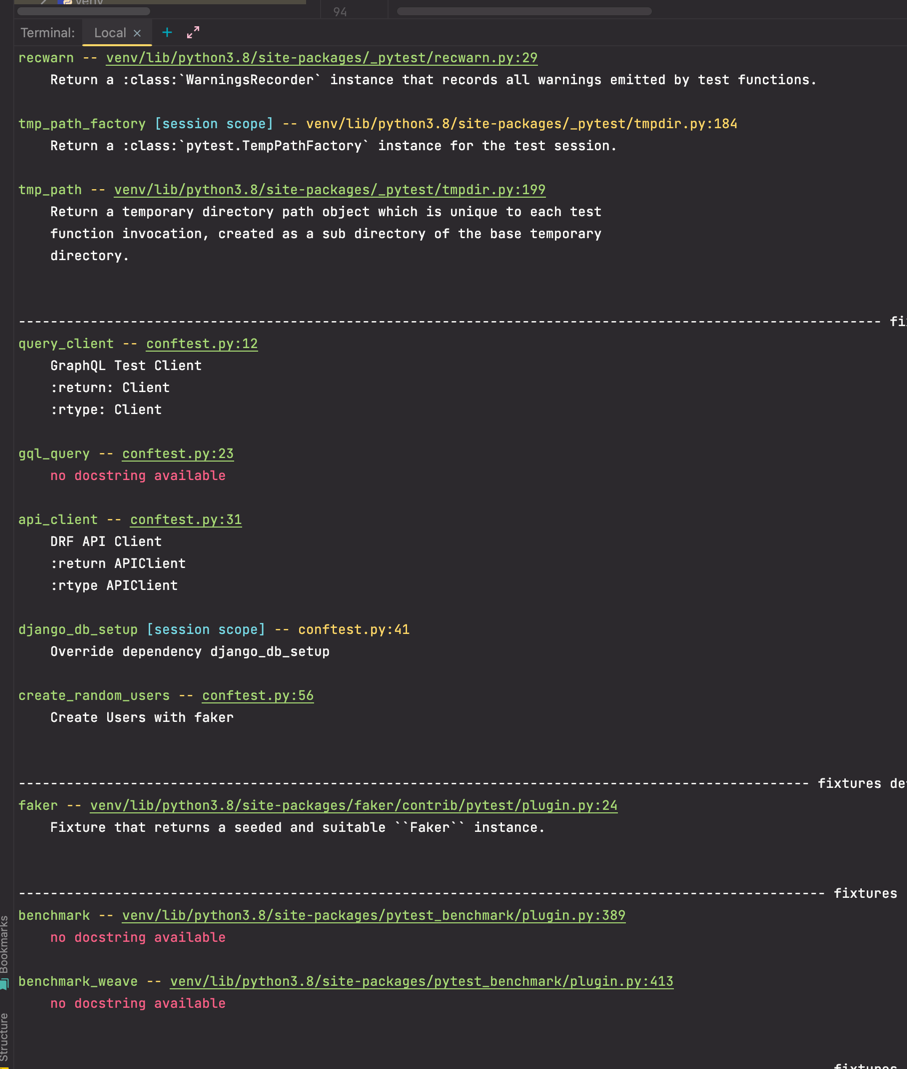 venv
94
Terminal: Local × +
recwarn -- venv/lib/python3.8/site-packages/_pytest/recwarn.py:29
Return a :class:`WarningsRecorder` instance that records all warnings emitted by test functions.
tmp_path_factory [session scope] -- venv/lib/python3.8/site-packages/_pytest/tmpdir.py:184
Return a :class:`pytest.TempPathFactory` instance for the test session.
tmp_path -- venv/lib/python3.8/site-packages/_pytest/tmpdir.py:199
Return a temporary directory path object which is unique to each test
function invocation, created as a sub directory of the base temporary
directory.
------------------------------------------------------------------------------------------------------------ fi
query_client -- conftest.py:12
GraphQL Test Client
:return: Client
:rtype: Client
gql_query -- conftest.py:23
no docstring available
api_client -- conftest.py:31
DRF API Client
:return APIClient
:rtype APIClient
django_db_setup [session scope] -- conftest.py:41
Override dependency django_db_setup
create_random_users -- conftest.py:56
Create Users with faker
--------------------------------------------------------------------------------------------------- fixtures de
faker -- venv/lib/python3.8/site-packages/faker/contrib/pytest/plugin.py:24
Fixture that returns a seeded and suitable ``Faker`` instance.
----------------------------------------------------------------------------------------------------- fixtures
benchmark -- venv/lib/python3.8/site-packages/pytest_benchmark/plugin.py:389
no docstring available
benchmark_weave -- venv/lib/python3.8/site-packages/pytest_benchmark/plugin.py:413
no docstring available
fixtures
Bookmarks
Structure